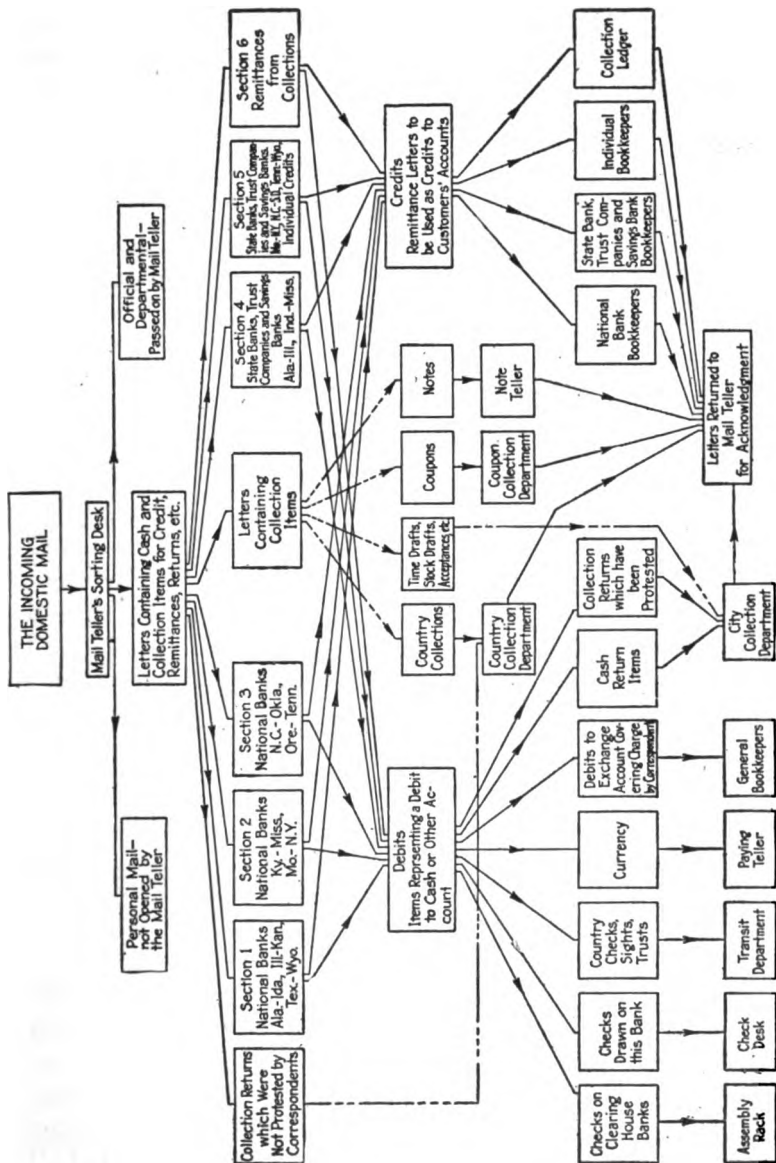 THE INCOMING
DOMESTIC MAIL
Mail Teller's Sorting Desk
Personal Mail–
not Opened by
the Mail Teller
Official and
Departmental–
Passed on by Mail Teller
Letters Containing Cash and
Collection Items for Credit,
Remittances, Returns, etc.
Collection Returns
which Were
Not Protested by
Correspondents
Section 1
National Banks
Ala.-Ida, Ill-Kan,
Tex-Wyo.
Section 2
National Banks
Ky.-Miss,
Mo-N.Y.
Section 3
National Banks
N.C.-Okla,
Ore-Tenn.
Letters
Containing
Collection
Items
Section 4
State Banks, Trust
Companies and Savings
Banks
Ala-Ill, Ind.-Miss.
Section 5
State Banks, Trust Compan-
ies and Savings Banks.
Mo-N.Y, N.C-S.D, Tenn-Wyo,
Individual Credits
Section 6
Remittances
from
Collections
Debits
Items Reprsenting a Debit
to Cash or Other Ac-
count
Country
Collections
Time Drafts,
Stock Drafts,
Acceptances, etc.
Coupons
Notes
Credits
Remittance Letters to
be Used as Credits to
Customers' Accounts
Country
Collection
Department
Coupon
Collection
Department
Note
Teller
Checks on
Clearing
House
Banks
Checks
Drawn on
this Bank
Country
Checks,
Sights,
Trusts
Currency
Debits to
Exchange
Account Cov-
ering Charge
by Correspondent
Cash
Return
Items
Collection
Returns
which have
been
Protested
National
Bank
Bookkeepers
State Bank,
Trust Com-
panies and
Savings Bank
Bookkeepers
Individual
Bookkeepers
Collection
Ledger
Assembly
Rack
Check
Desk
Transit
Department
Paying
Teller
General
Bookkeepers
City
Collection
Department
Letters Returned to
Mail Teller
for Acknowledgment